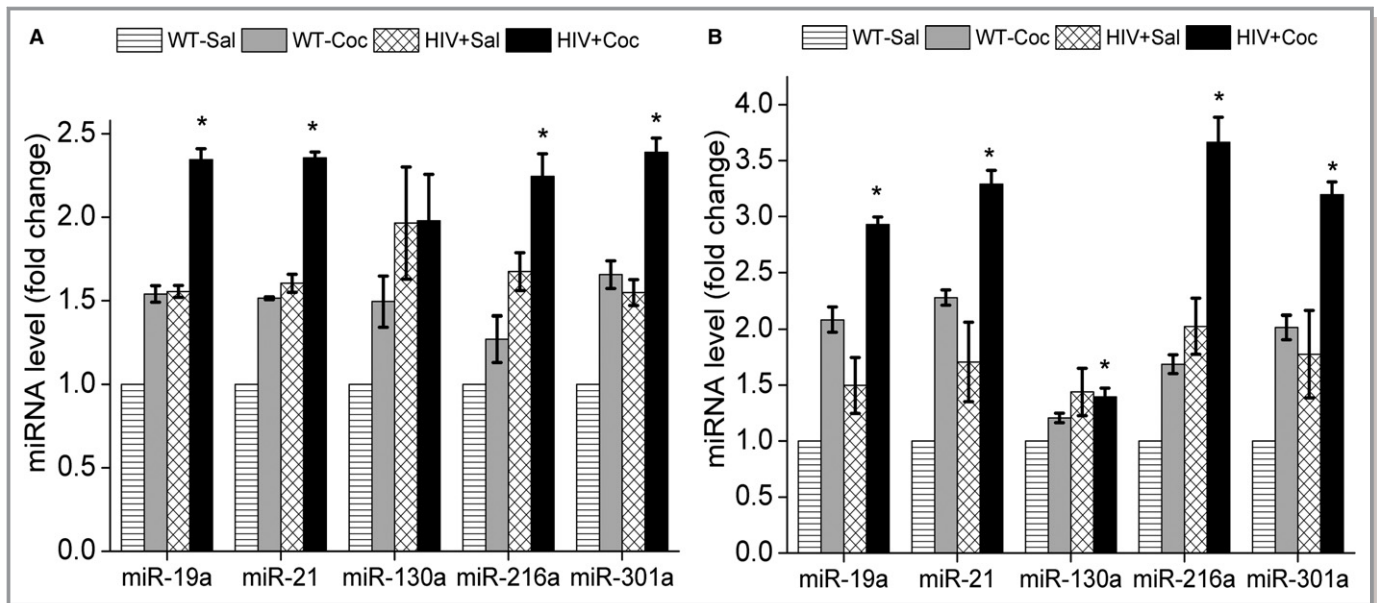 A
WT-Sal WT-Coc HIV+Sal HIV+Coc
miRNA level (fold change)
2.5
2.0
1.5
1.0
0.5
0.0
* * * *
miR-19a miR-21 miR-130a miR-216a miR-301a
B
WT-Sal WT-Coc HIV+Sal HIV+Coc
miRNA level (fold change)
4.0
3.5
3.0
2.5
2.0
1.5
1.0
0.5
0.0
* * * * *
miR-19a miR-21 miR-130a miR-216a miR-301a